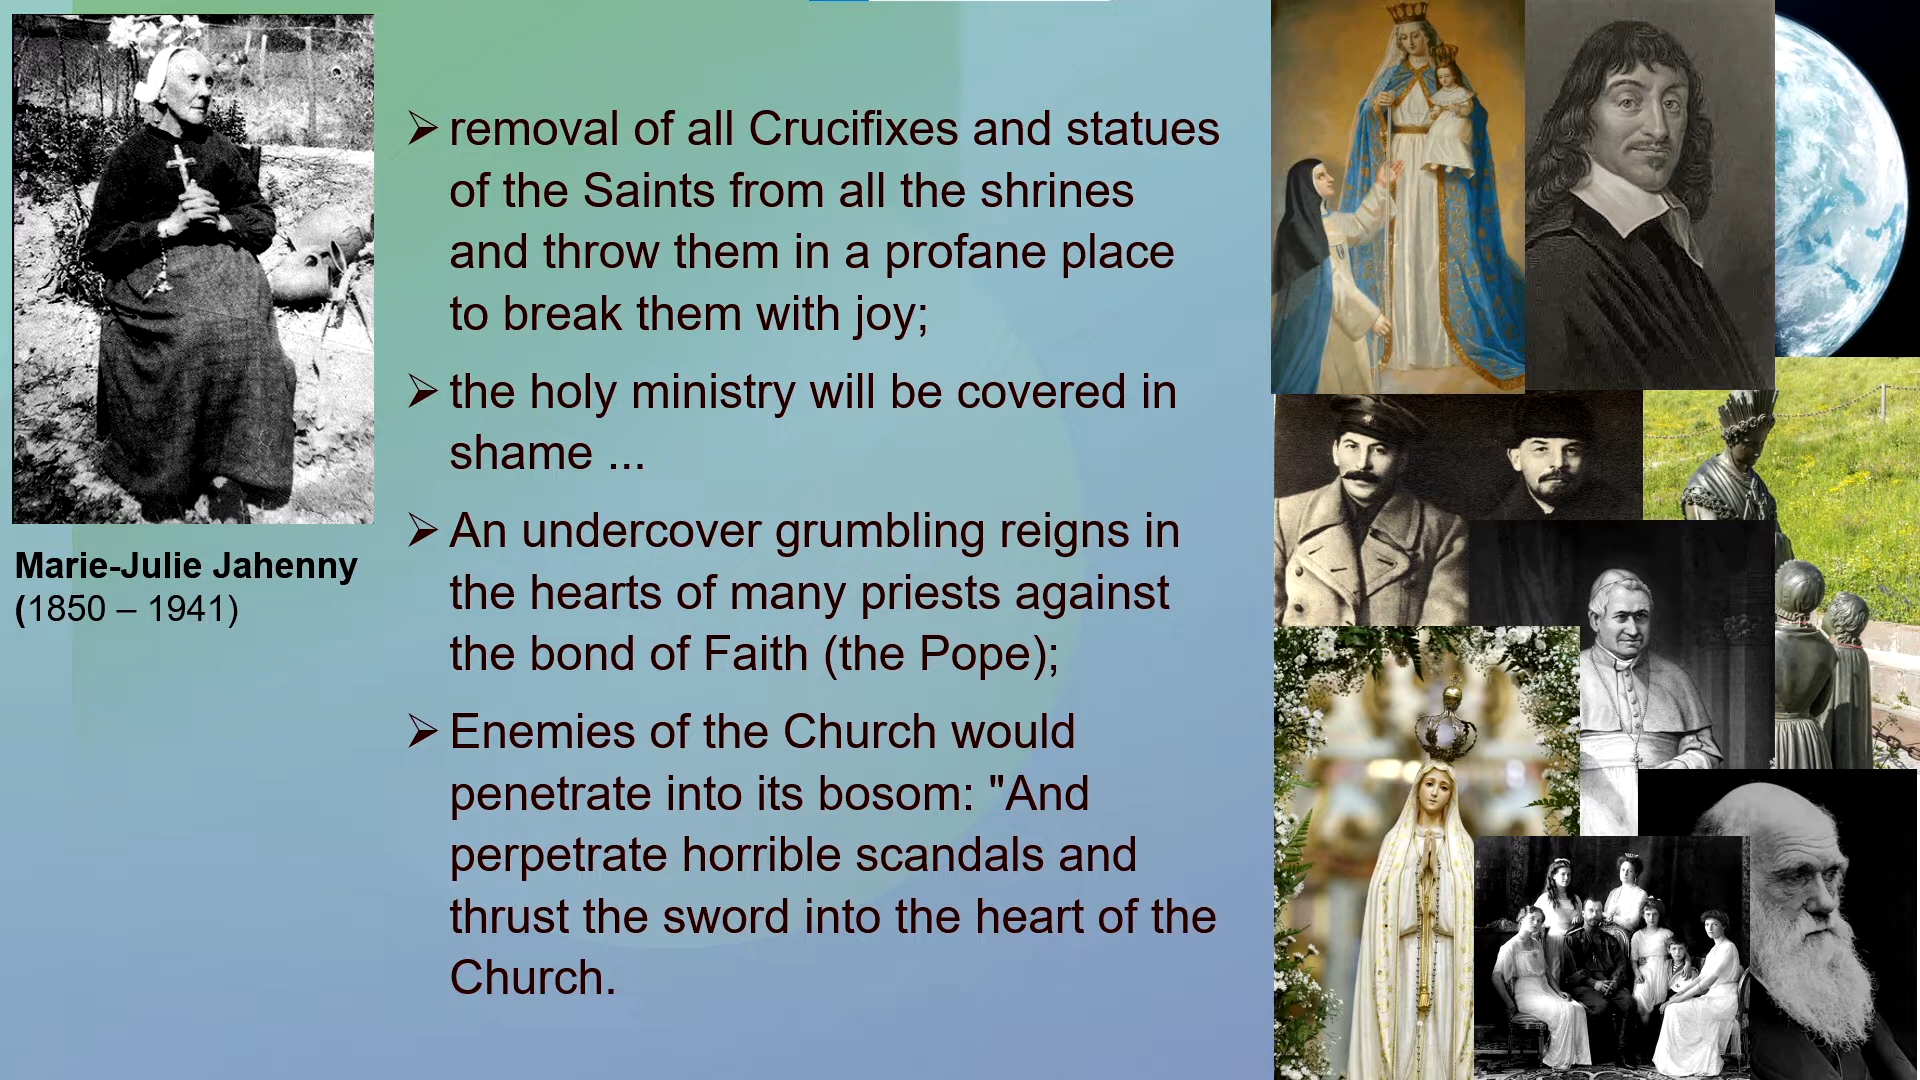 Marie-Julie Jahenny
(1850 – 1941)
➢ removal of all Crucifixes and statues
of the Saints from all the shrines
and throw them in a profane place
to break them with joy;
➢ the holy ministry will be covered in
shame ...
➢ An undercover grumbling reigns in
the hearts of many priests against
the bond of Faith (the Pope);
➢ Enemies of the Church would
penetrate into its bosom: "And
perpetrate horrible scandals and
thrust the sword into the heart of the
Church.